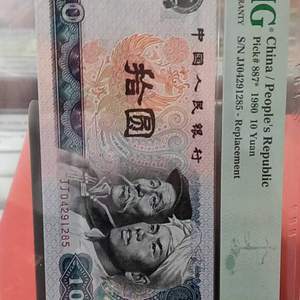 中国人民银行
拾圆
JJ04291285
10
MG
China / People's Republic
Pick# 887* 1980 10 Yuan
S/N JJ04291285 - Replacement